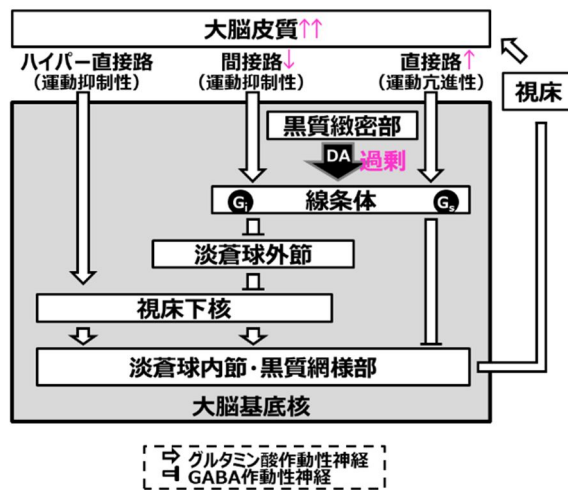 大脳皮質↑↑
ハイパー直接路
(運動抑制性)
間接路↓
(運動抑制性)
直接路↑
(運動亢進性)
視床
黒質緻密部
DA
過剰
Gi
線条体
Gs
淡蒼球外節
視床下核
淡蒼球内節・黒質網様部
大脳基底核
グルタミン酸作動性神経
GABA作動性神経